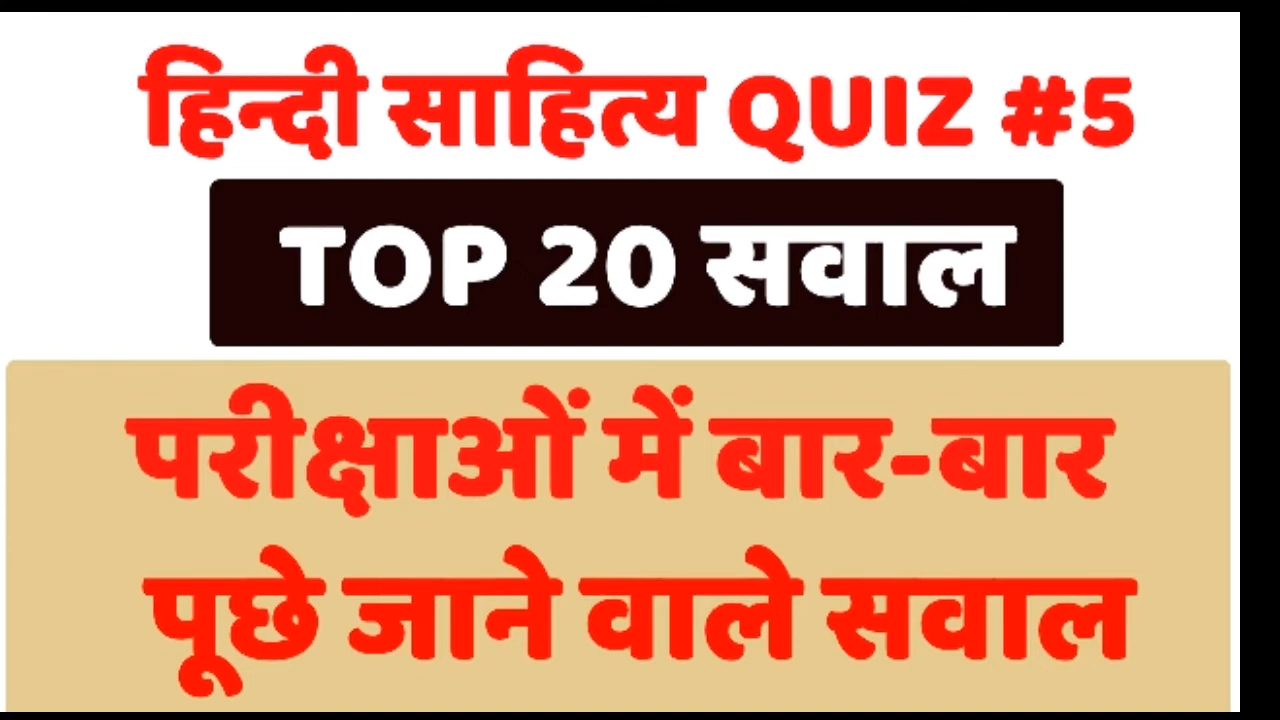 हिन्दी साहित्य QUIZ #5
TOP 20 सवाल
परीक्षाओं में बार-बार
पूछे जाने वाले सवाल